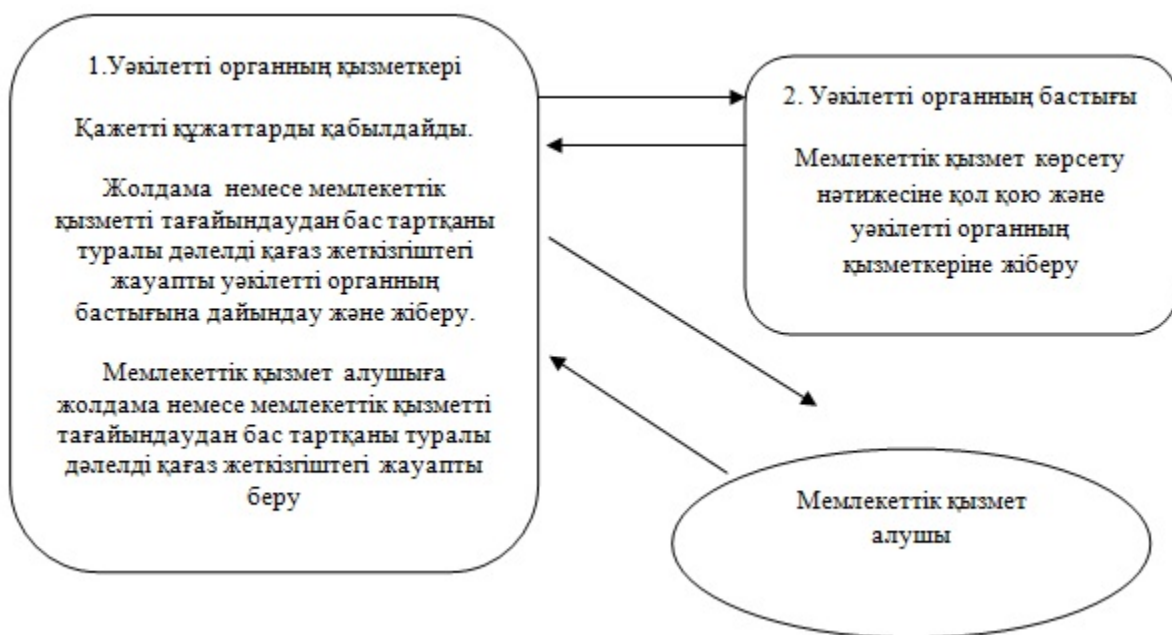 1.Уәкілетті органның қызметкері
Қажетті құжаттарды қабылдайды.
Жолдама немесе мемлекеттік
қызметті тағайындаудан бас тартқаны
туралы дәлелді қағаз жеткізгіштегі
жауапты уәкілетті органның
бастығына дайындау және жіберу.
Мемлекеттік қызмет алушыға
жолдама немесе мемлекеттік қызметті
тағайындаудан бас тартқаны туралы
дәлелді қағаз жеткізгіштегі жауапты
беру
2. Уәкілетті органның бастығы
Мемлекеттік қызмет көрсету
нәтижесіне қол қою және
уәкілетті органның
қызметкеріне жіберу
Мемлекеттік қызмет
алушы